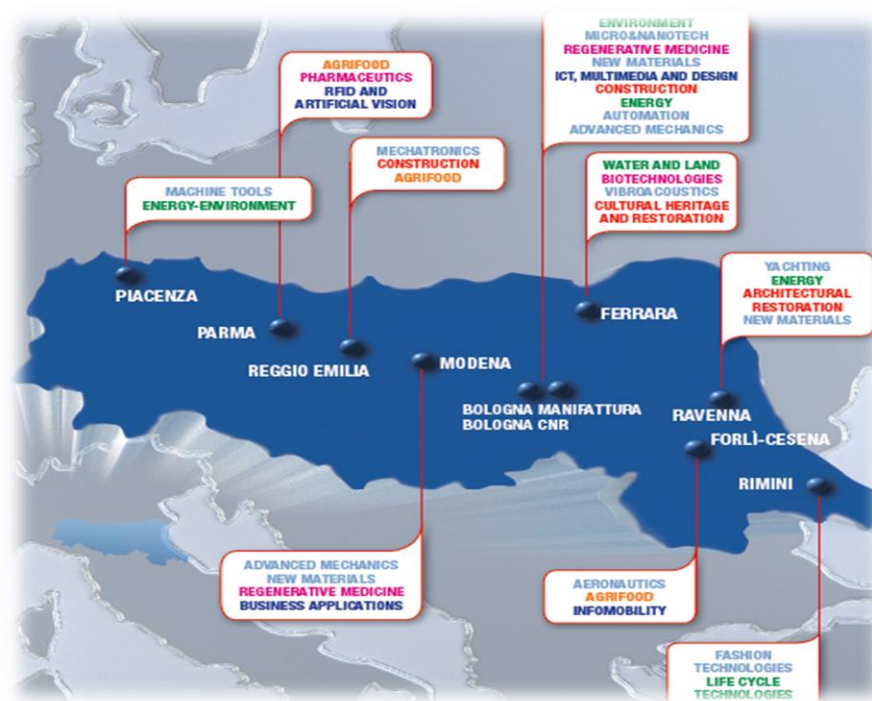 ENVIRONMENT
MICRO&NANOTECH
REGENERATIVE MEDICINE
NEW MATERIALS
ICT, MULTIMEDIA AND DESIGN
CONSTRUCTION
ENERGY
AUTOMATION
ADVANCED MECHANICS
AGRIFOOD
PHARMACEUTICS
RFID AND
ARTIFICIAL VISION
MECHATRONICS
CONSTRUCTION
AGRIFOOD
WATER AND LAND
BIOTECHNOLOGIES
VIBROACOUSTICS
CULTURAL HERITAGE
AND RESTORATION
MACHINE TOOLS
ENERGY-ENVIRONMENT
YACHTING
ENERGY
ARCHITECTURAL
RESTORATION
NEW MATERIALS
PIACENZA
PARMA
REGGIO EMILIA
MODENA
FERRARA
BOLOGNA MANIFATTURA
BOLOGNA CNR
RAVENNA
FORLÌ-CESENA
RIMINI
ADVANCED MECHANICS
NEW MATERIALS
REGENERATIVE MEDICINE
BUSINESS APPLICATIONS
AERONAUTICS
AGRIFOOD
INFOMOBILITY
FASHION
TECHNOLOGIES
LIFE CYCLE
TECHNOLOGIES